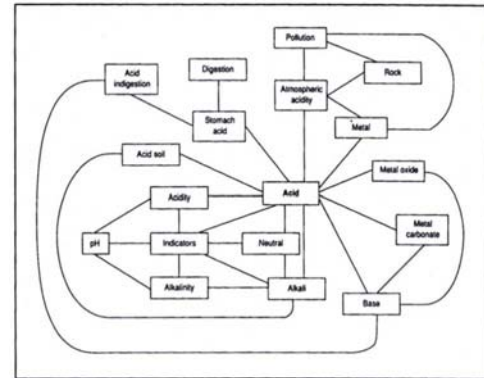 Pollution
Acid
indigestion
Digestion
Rock
Atmospheric
acidity
Stomach
acid
Metal
Acid soil
Metal oxide
Acidity
Acid
Metal
carbonate
pH
Indicators
Neutral
Alkalinity
Alkali
Base